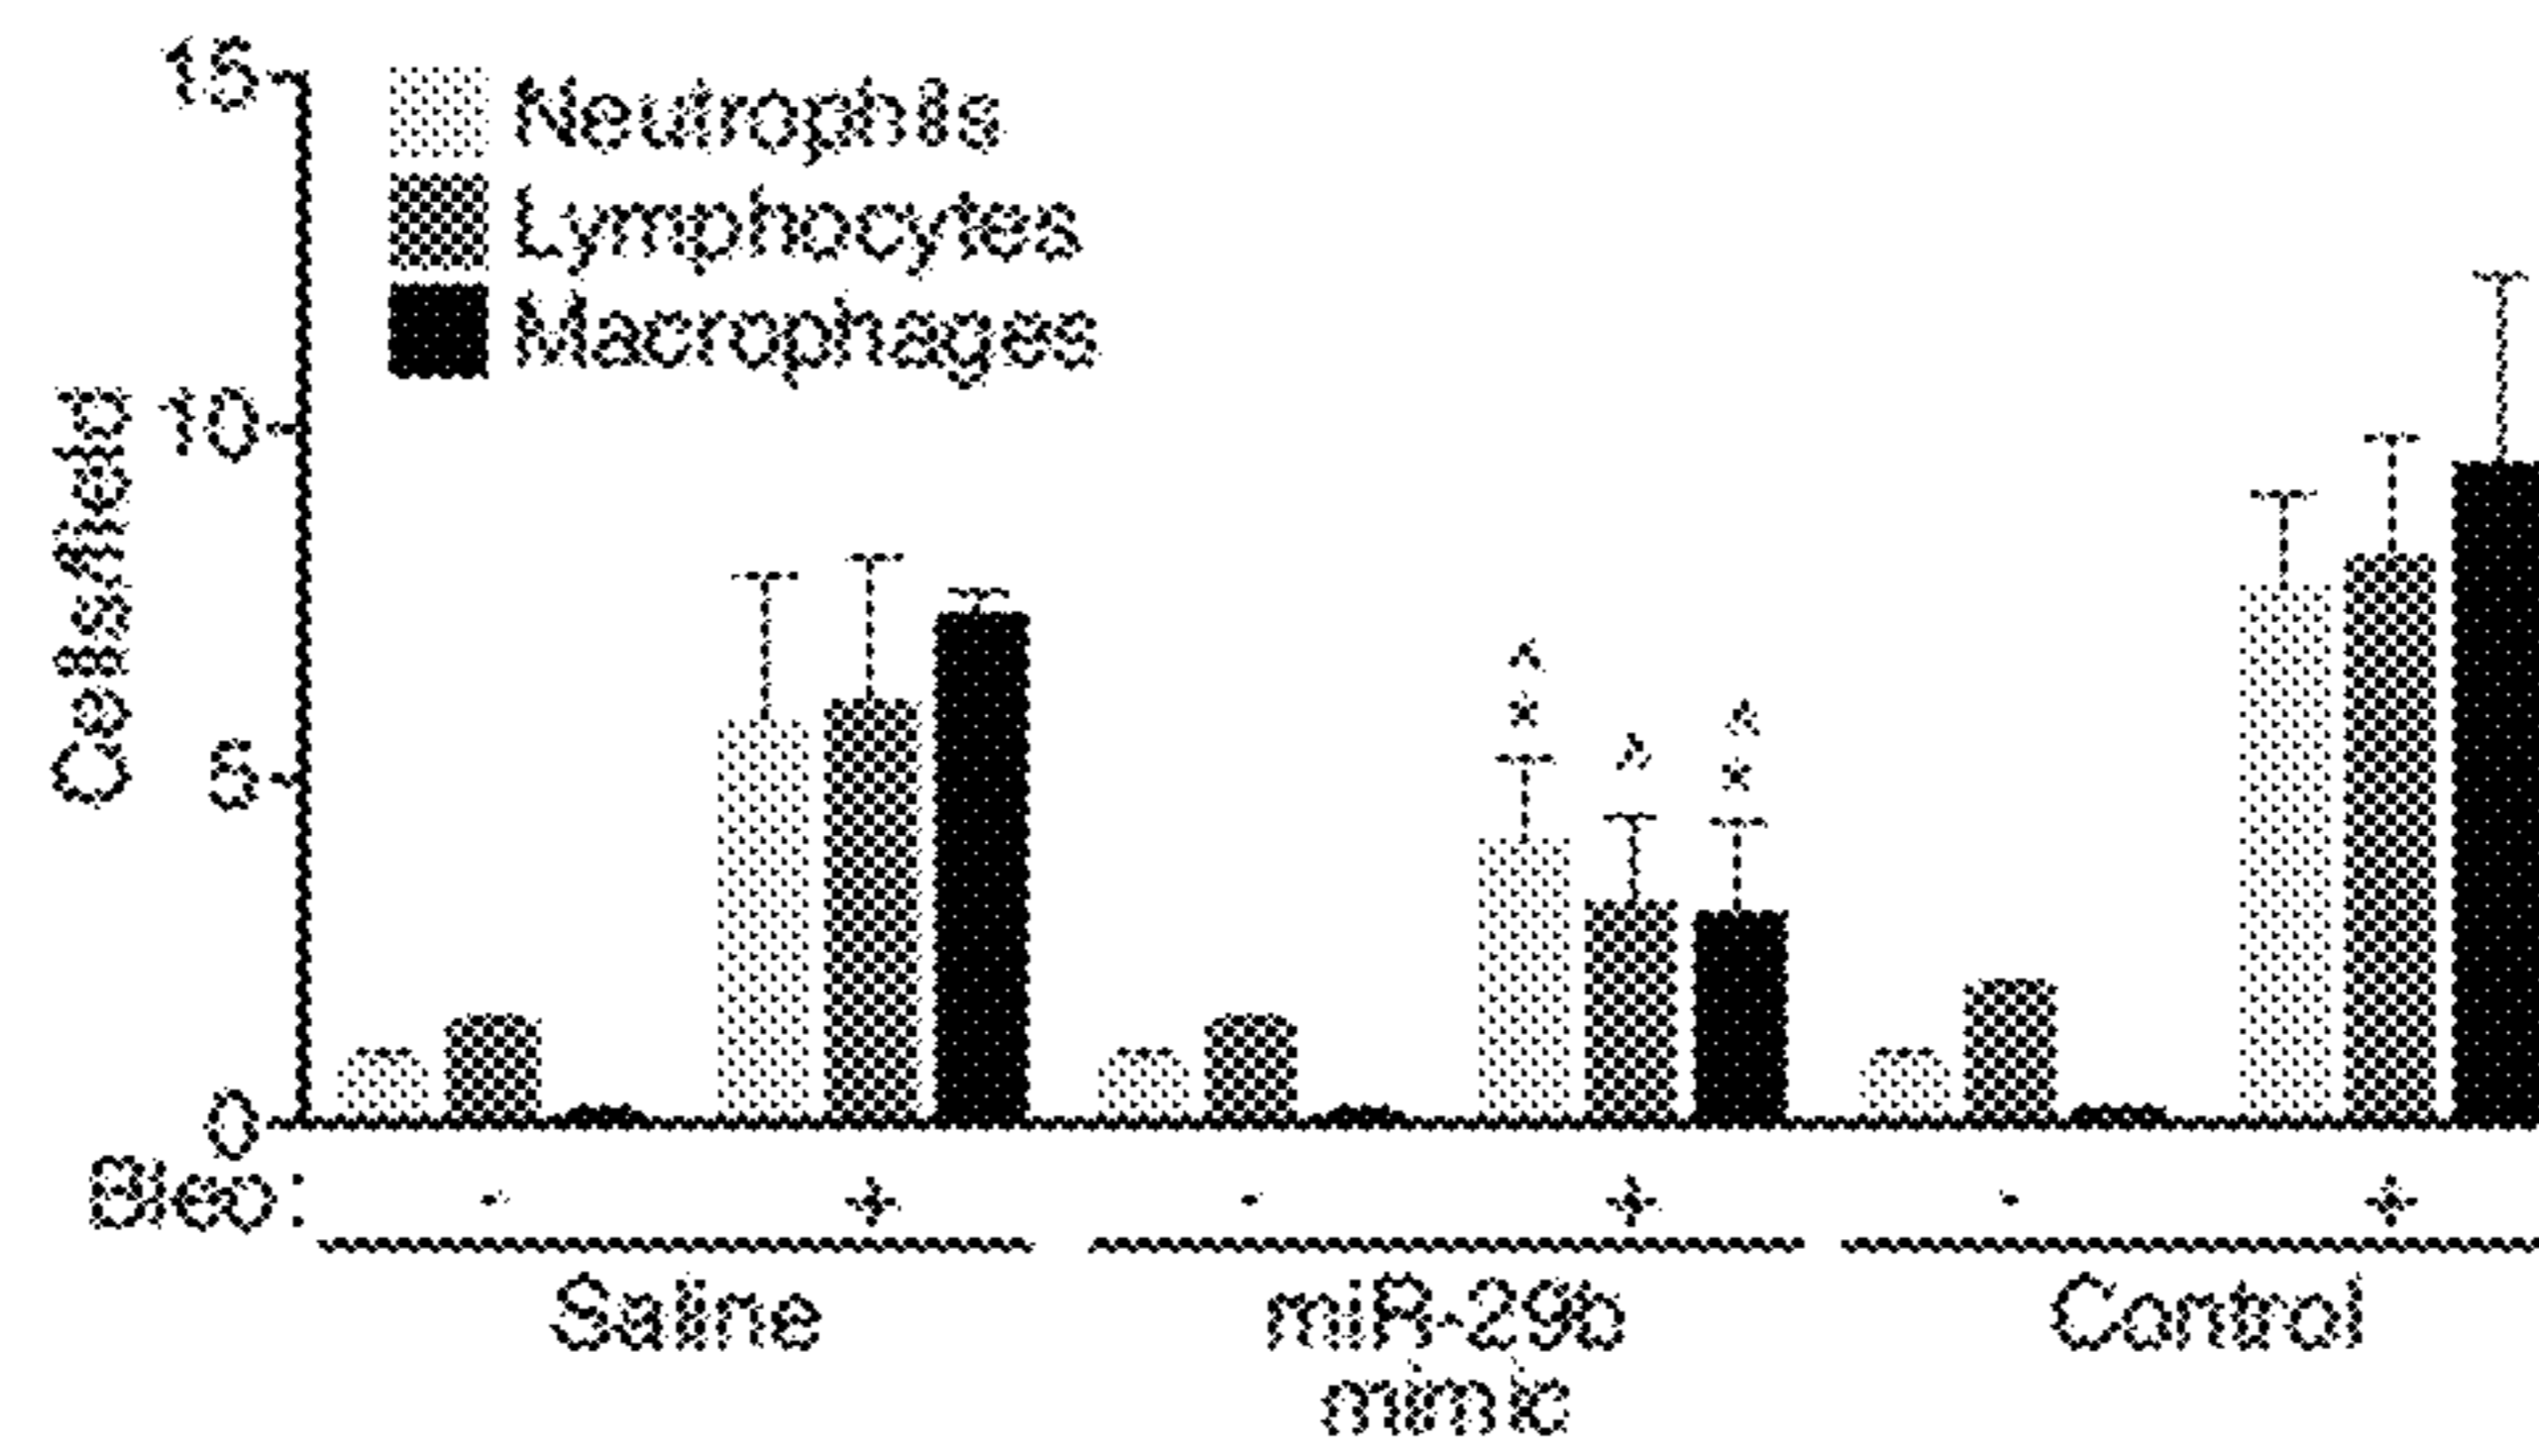 15
Neutrophils
Lymphocytes
Macrophages
10
Cells/field
5
^ ^ ^
* *
0
Bleo: - + - + - +
Saline miR-29b Control
mimic